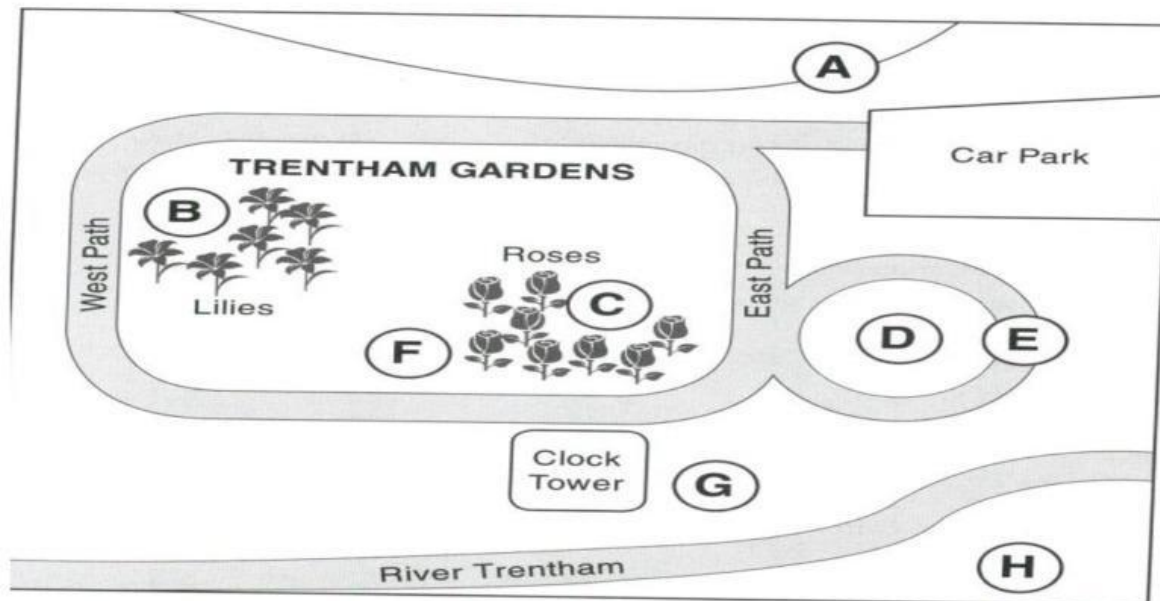 A
Car Park
TRENTHAM GARDENS
B
West Path
Lilies
Roses
C
East Path
F
D
E
Clock
Tower
G
River Trentham
H